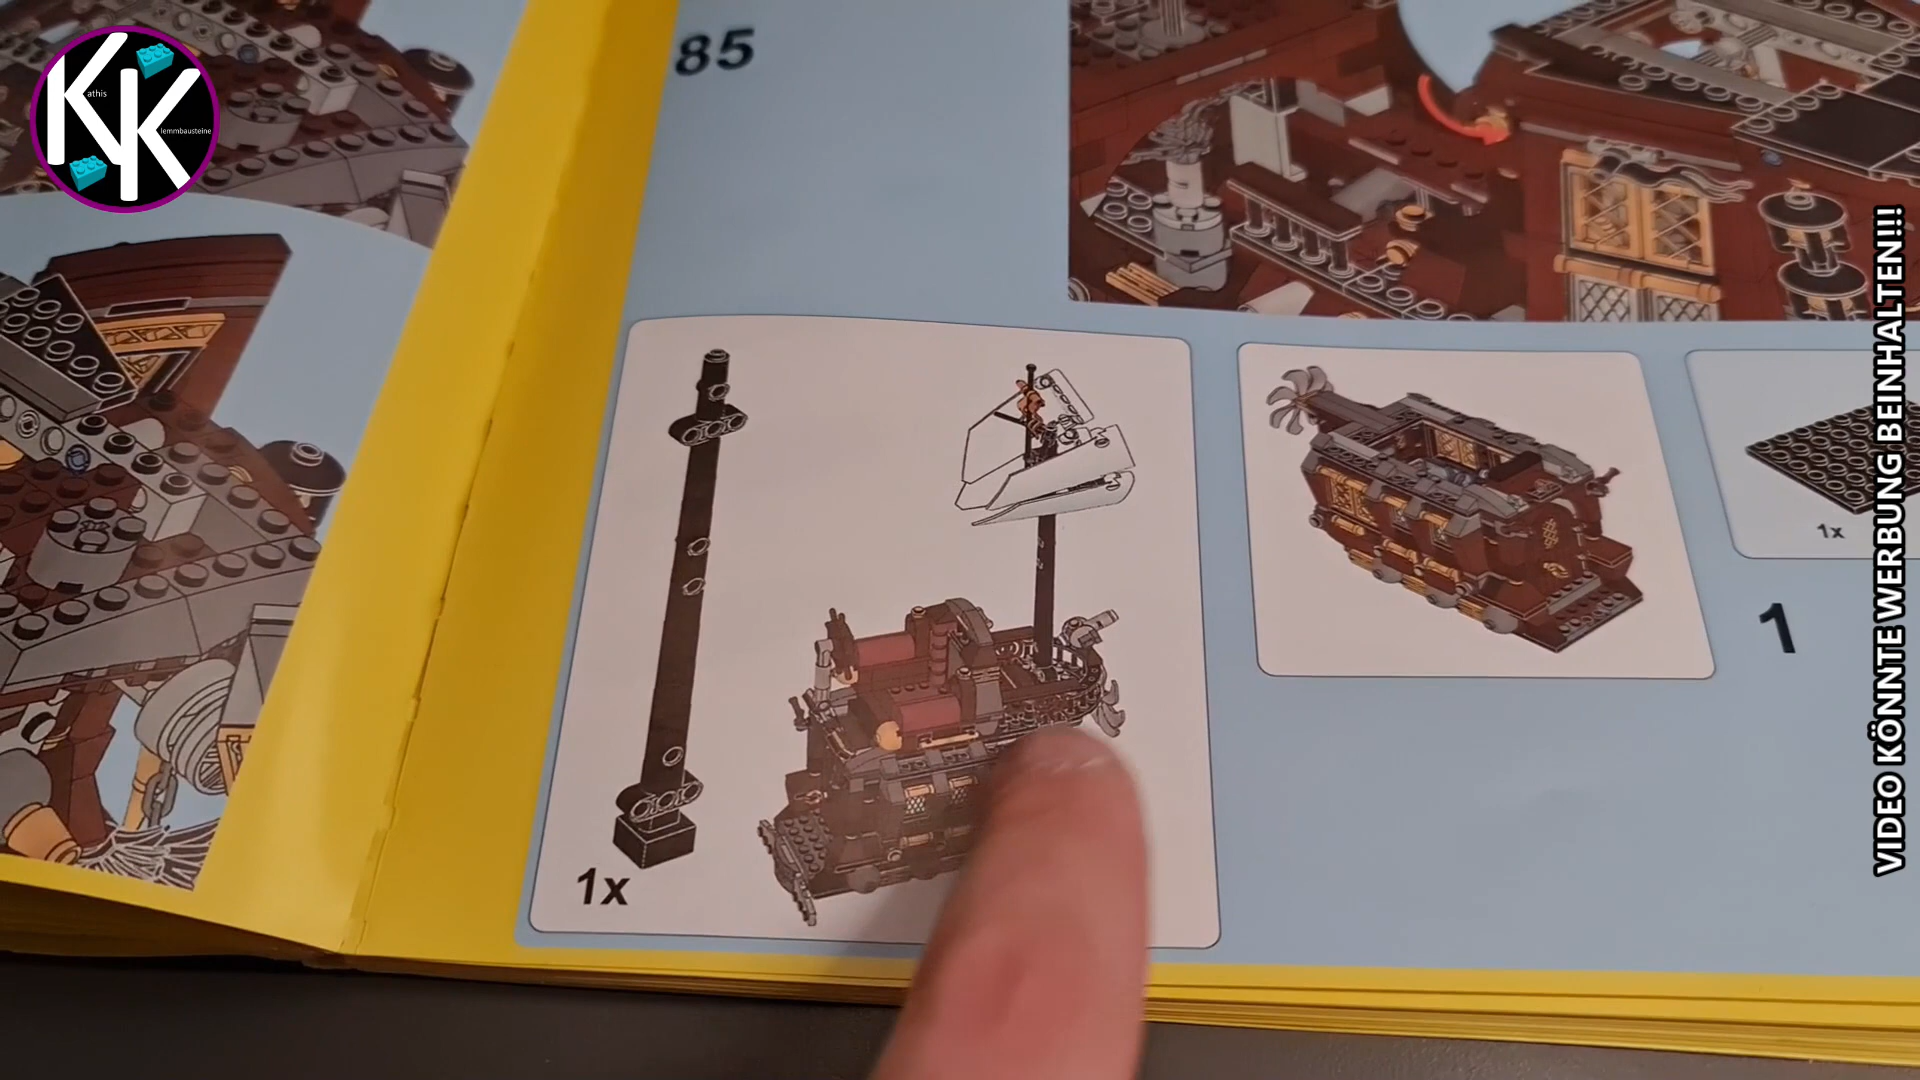 K
athis
K
lemmbausteine
85
1x
1x
1
VIDEO KÖNNTE WERBUNG BEINHALTEN!!!